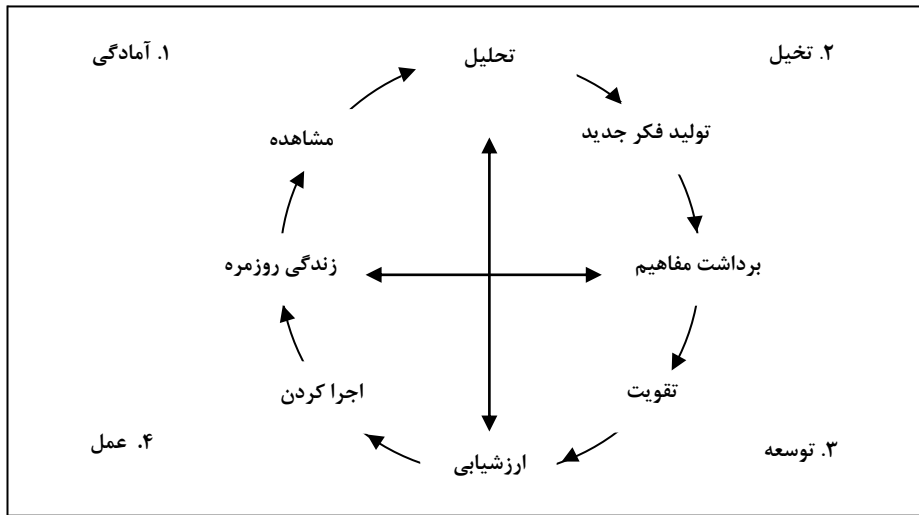 ۱. آمادگی
تحلیل
۲. تخیل
مشاهده
تولید فکر جدید
زندگی روزمره
برداشت مفاهیم
اجرا کردن
تقویت
۴. عمل
ارزشیابی
۳. توسعه